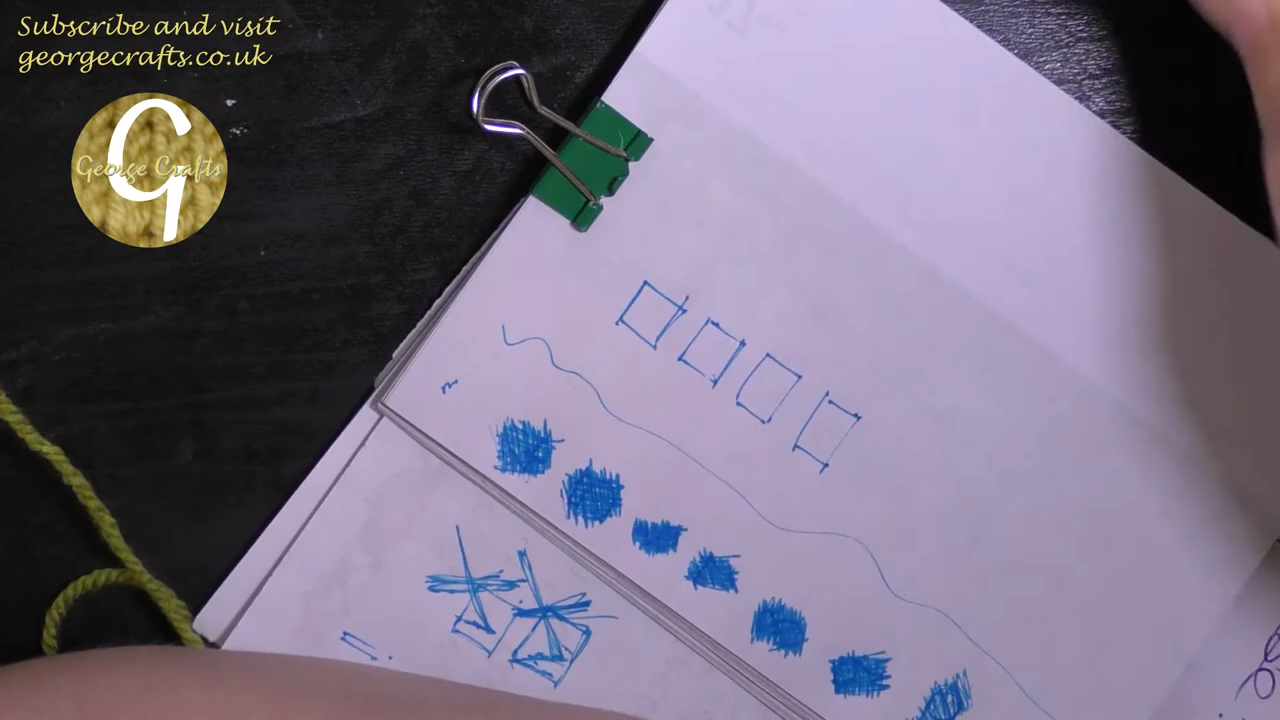 Subscribe and visit
georgecrafts.co.uk
G
George Crafts